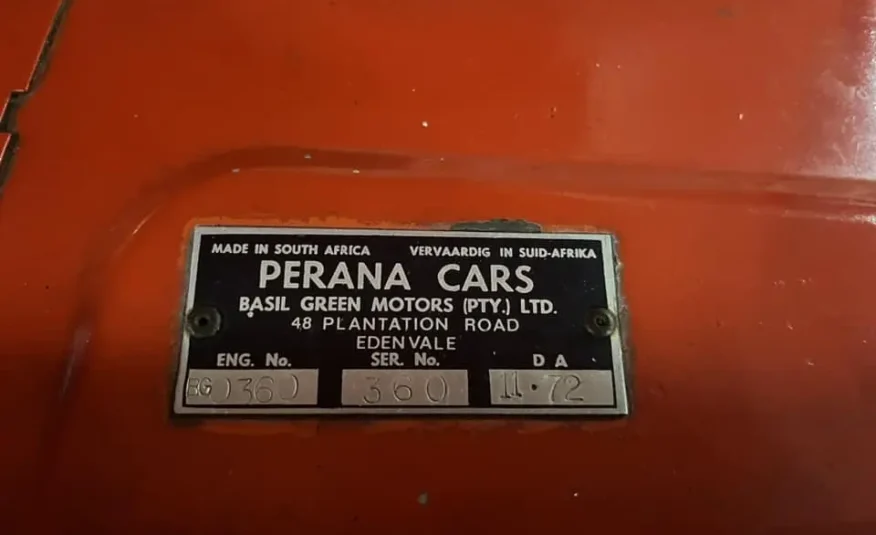 MADE IN SOUTH AFRICA VERVAARDIG IN SUID-AFRIKA
PERANA CARS
BASIL GREEN MOTORS (PTY.) LTD.
48 PLANTATION ROAD
EDENVALE
ENG. No. SER. No. D A
BG0360 360 11·72